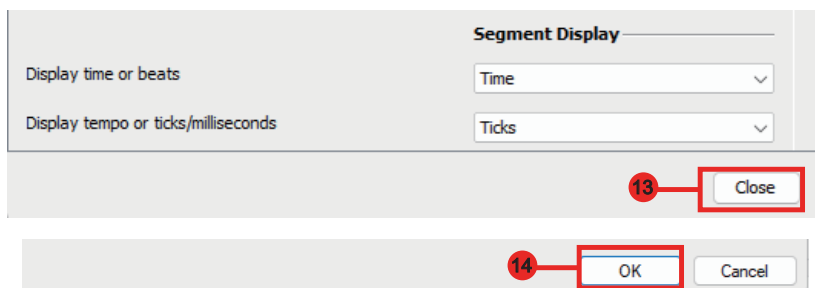 Segment Display
Display time or beats Time
Display tempo or ticks/milliseconds Ticks
13 Close
14 OK Cancel